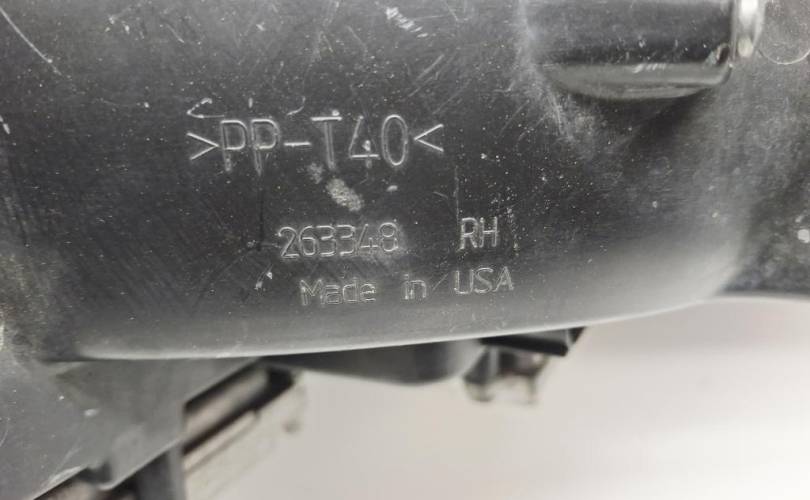 >PP-T40<
263348 RH
Made in USA